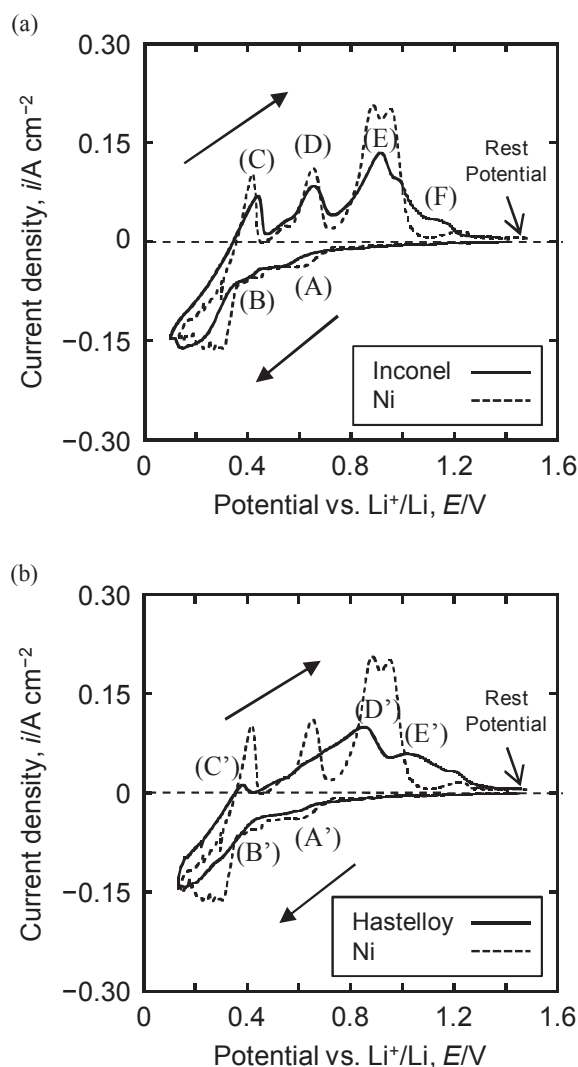 (a)
0.30
0.15
0
−0.15
−0.30
Current density, i/A cm⁻²
(C)
(D)
(E)
(F)
Rest
Potential
(B)
(A)
Inconel
Ni
0
0.4
0.8
1.2
1.6
Potential vs. Li⁺/Li, E/V
(b)
0.30
0.15
0
−0.15
−0.30
Current density, i/A cm⁻²
(C’)
(D’)
(E’)
Rest
Potential
(B’)
(A’)
Hastelloy
Ni
0
0.4
0.8
1.2
1.6
Potential vs. Li⁺/Li, E/V